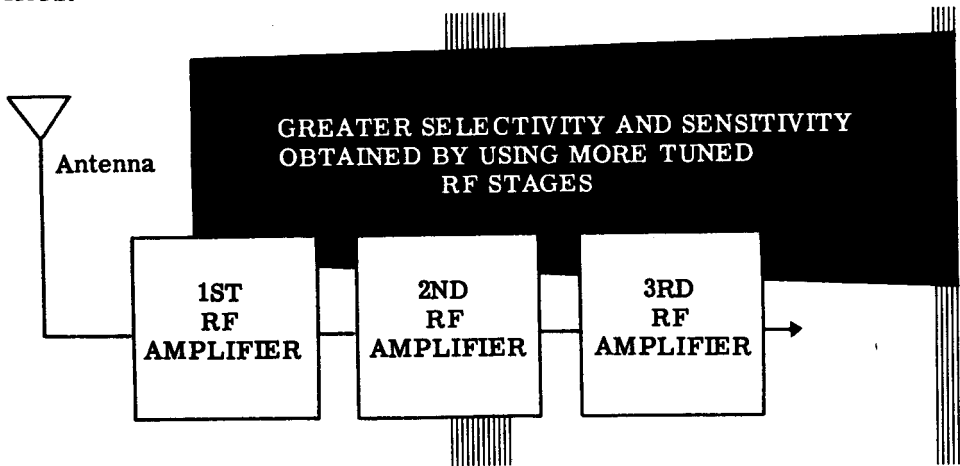 GREATER SELECTIVITY AND SENSITIVITY
OBTAINED BY USING MORE TUNED
RF STAGES
Antenna
1ST
RF
AMPLIFIER
2ND
RF
AMPLIFIER
3RD
RF
AMPLIFIER